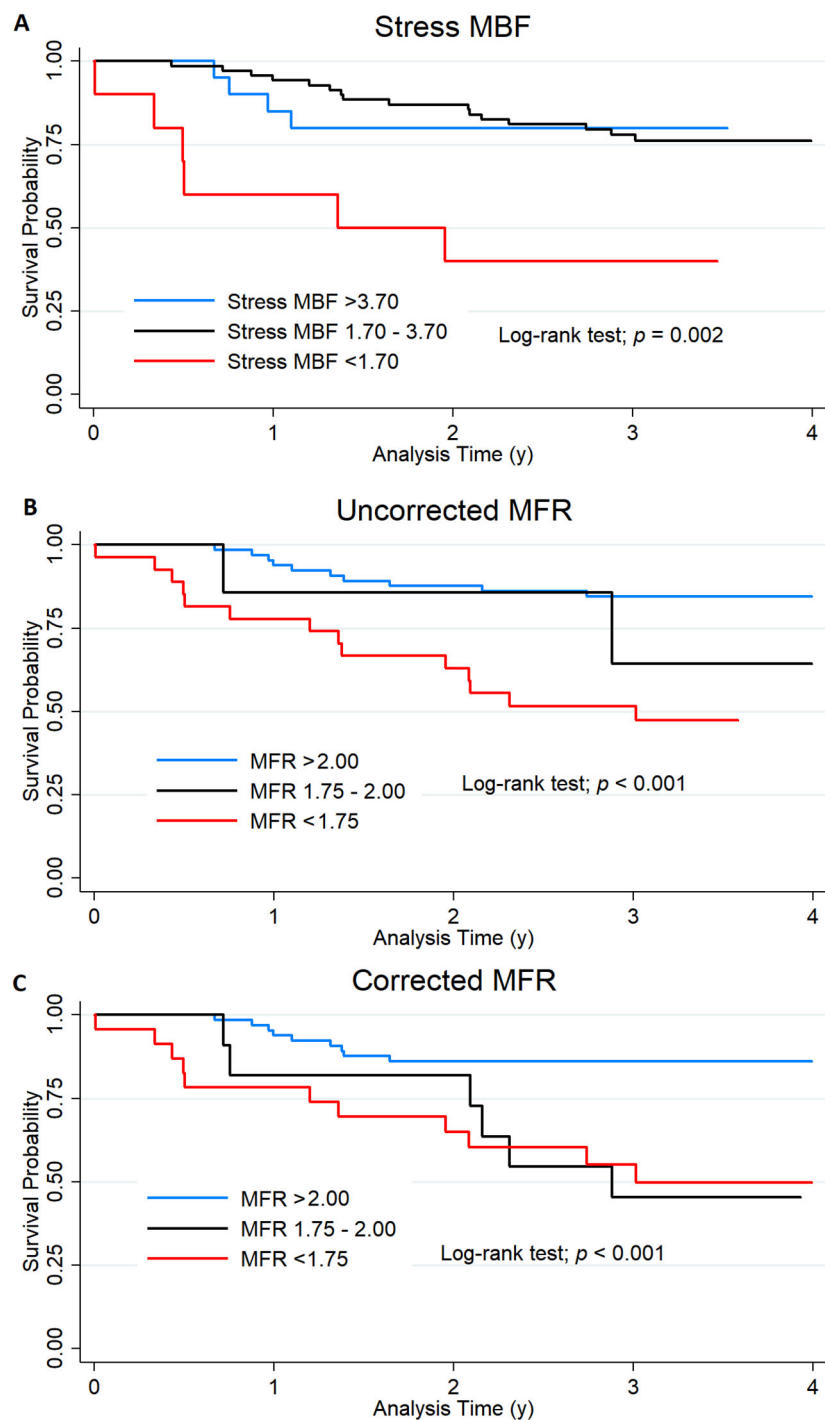 A
Stress MBF
1.00
0.75
0.50
0.25
0.00
Survival Probability
Stress MBF >3.70
Stress MBF 1.70 - 3.70
Stress MBF <1.70
Log-rank test; p = 0.002
0 1 2 3 4
Analysis Time (y)
B
Uncorrected MFR
1.00
0.75
0.50
0.25
0.00
Survival Probability
MFR >2.00
MFR 1.75 - 2.00
MFR <1.75
Log-rank test; p < 0.001
0 1 2 3 4
Analysis Time (y)
C
Corrected MFR
1.00
0.75
0.50
0.25
0.00
Survival Probability
MFR >2.00
MFR 1.75 - 2.00
MFR <1.75
Log-rank test; p < 0.001
0 1 2 3 4
Analysis Time (y)